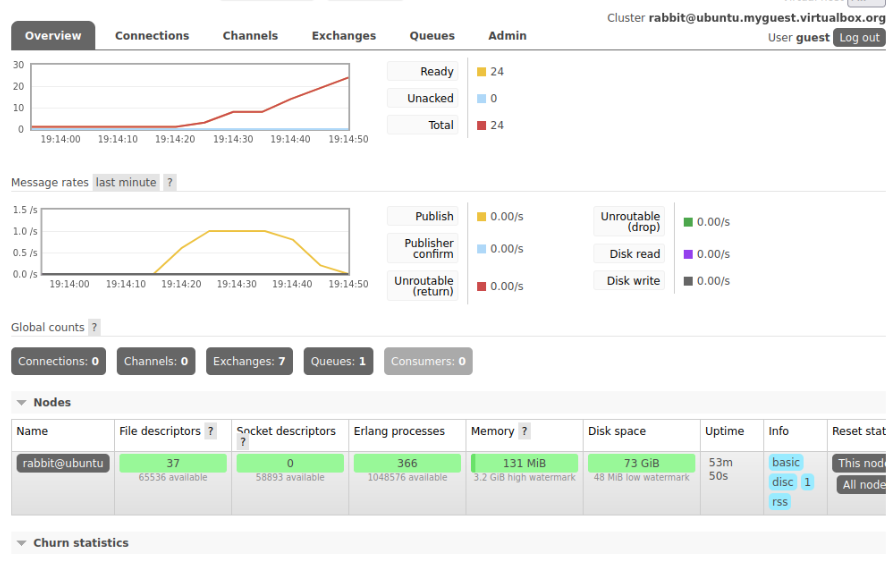 Cluster rabbit@ubuntu.myguest.virtualbox.org
Overview Connections Channels Exchanges Queues Admin User guest Log out
30
20
10
0
19:14:00 19:14:10 19:14:20 19:14:30 19:14:40 19:14:50
Ready 24
Unacked 0
Total 24
Message rates last minute ?
1.5 /s
1.0 /s
0.5 /s
0.0 /s
19:14:00 19:14:10 19:14:20 19:14:30 19:14:40 19:14:50
Publish 0.00/s
Publisher
confirm 0.00/s
Unroutable
(return) 0.00/s
Unroutable
(drop) 0.00/s
Disk read 0.00/s
Disk write 0.00/s
Global counts ?
Connections: 0 Channels: 0 Exchanges: 7 Queues: 1 Consumers: 0
Nodes
Name File descriptors ? Socket descriptors ? Erlang processes Memory ? Disk space Uptime Info Reset stat
rabbit@ubuntu 37 0 366 131 MiB 73 GiB 53m basic This node
65536 available 58893 available 1048576 available 3.2 GiB high watermark 48 MiB low watermark 50s disc 1 All node
rss
Churn statistics